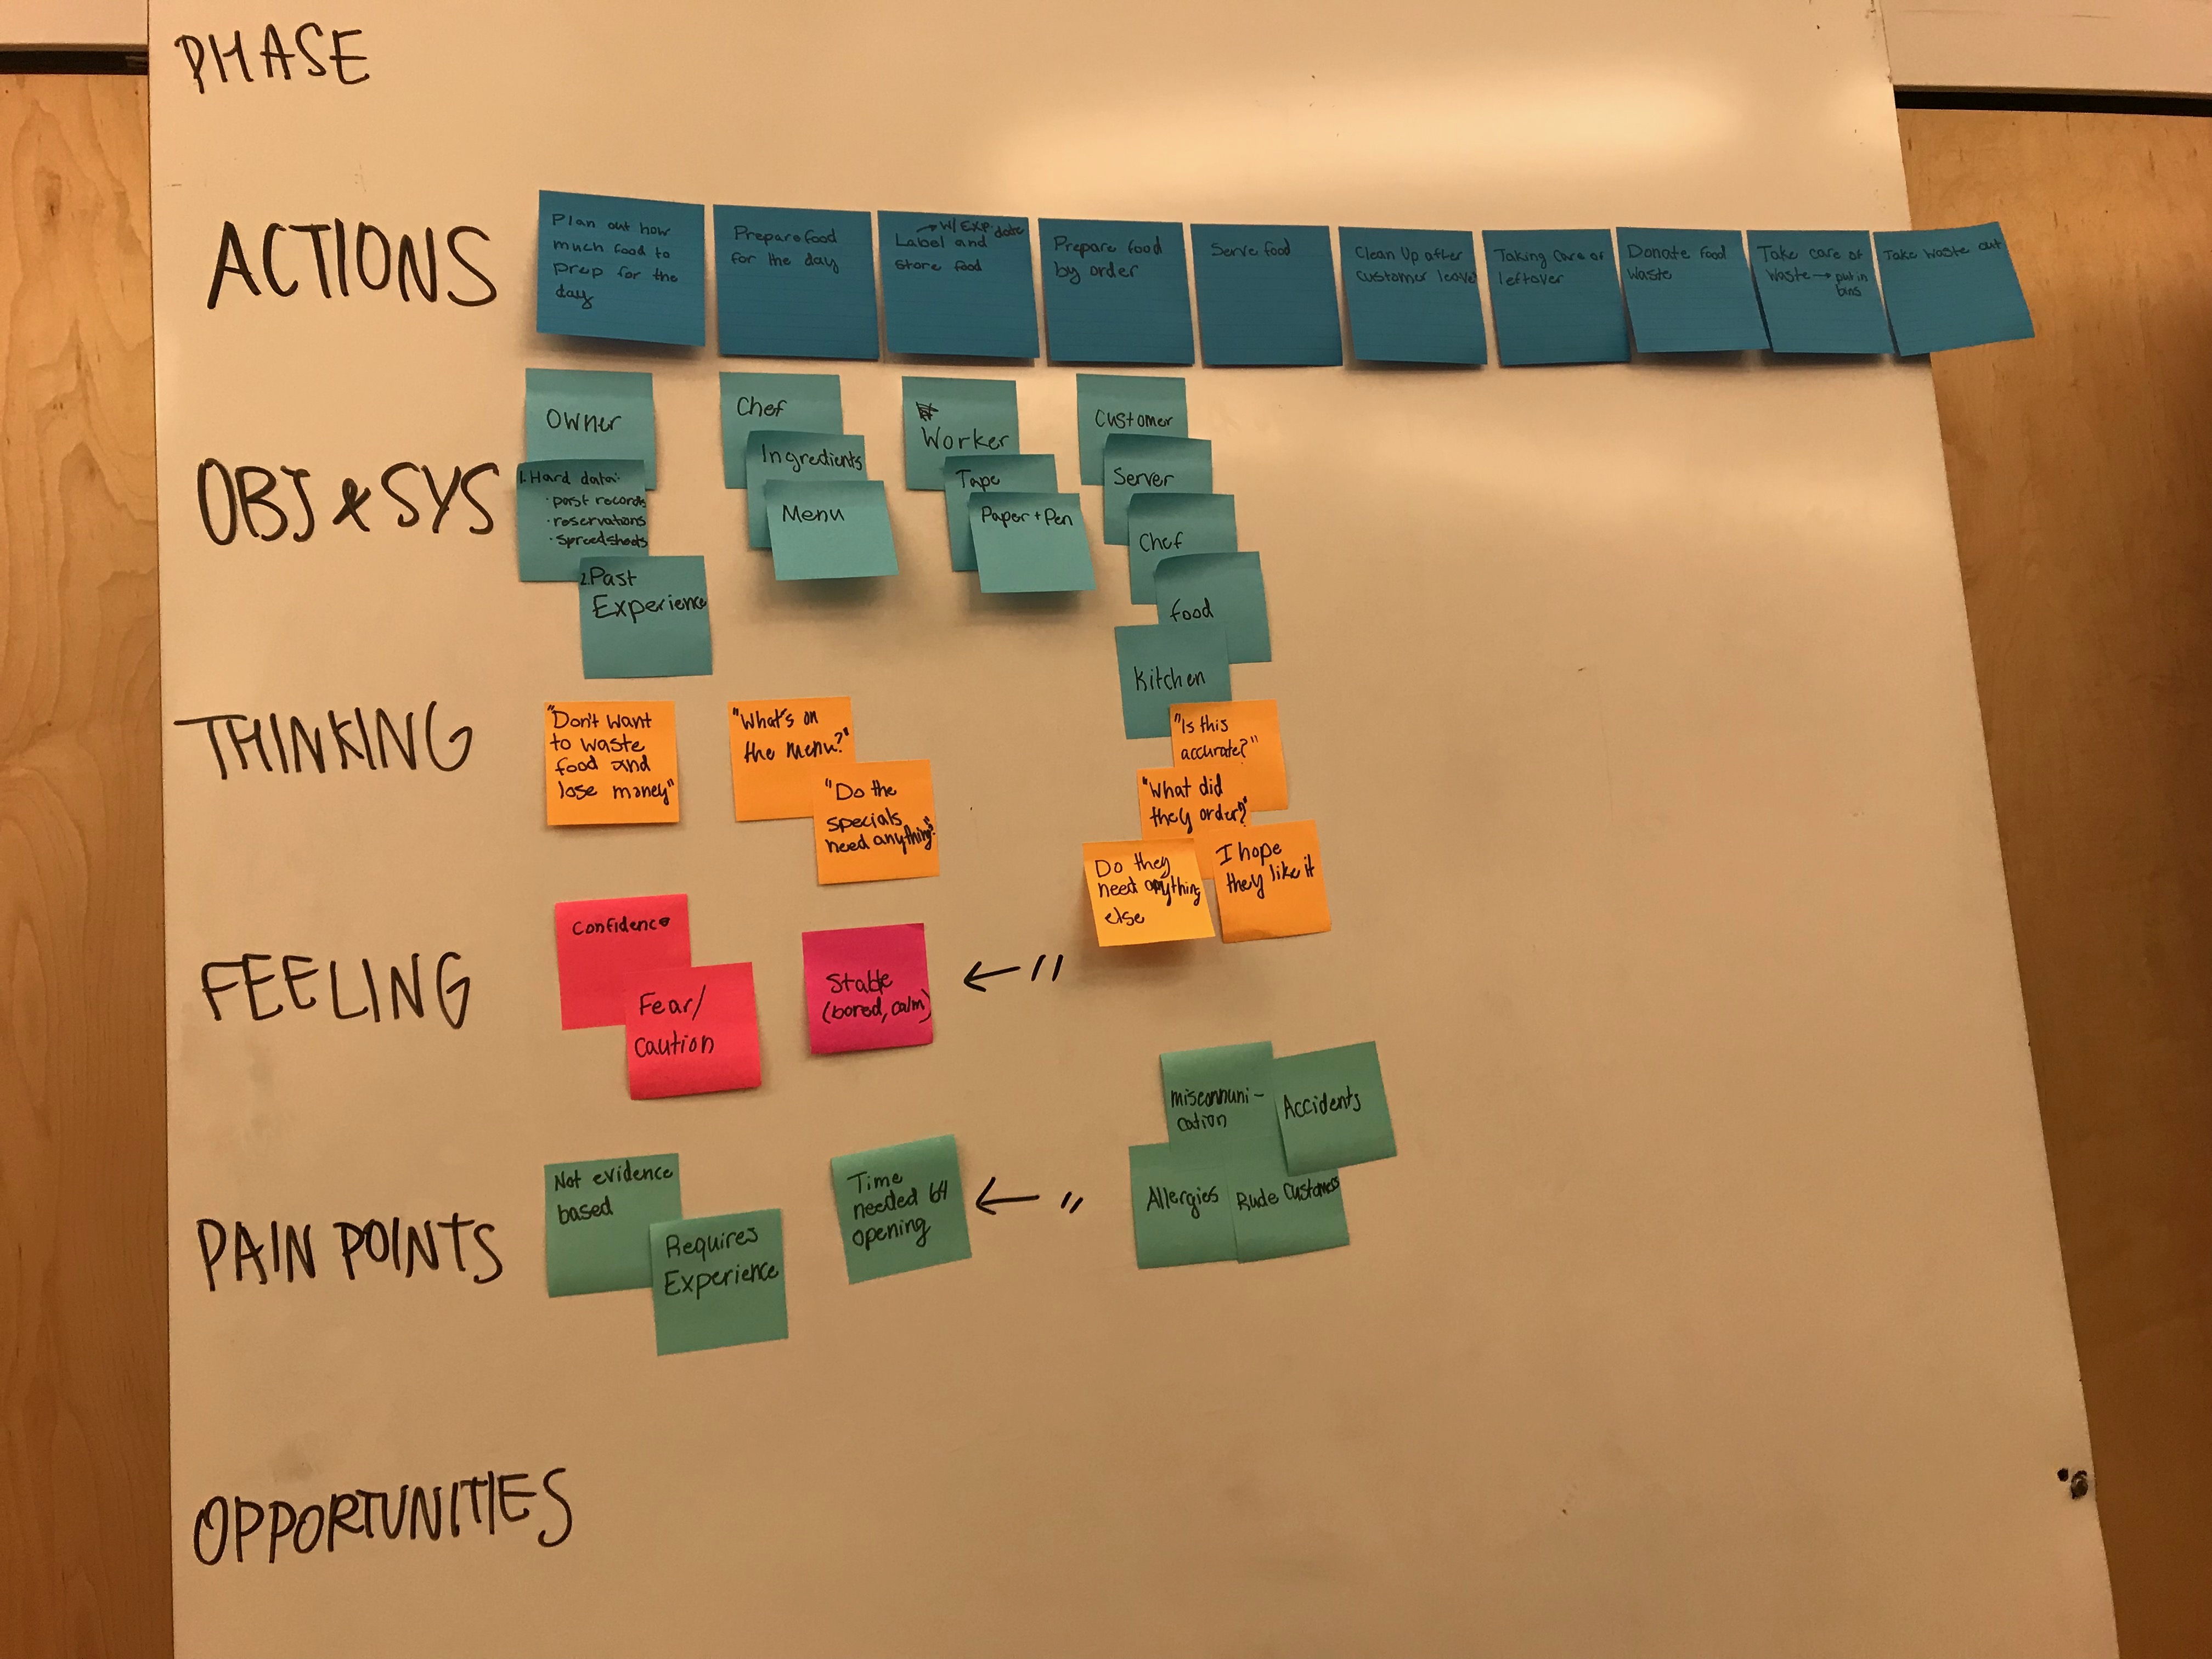 PHASE
ACTIONS
Plan out how
much food to
prep for the
day
Prepare food
for the day
→ w/ Exp. date
Label and
store food
Prepare food
by order
Serve food
Clean Up after
customer leave
Taking care of
leftover
Donate food
waste
Take care of
waste → put in
bins
Take waste out
OBJ & SYS
Owner
1. Hard data:
· past records
· reservations
· spreedsheets
2. Past
Experience
Chef
Ingredients
Menu
Worker
Tape
Paper + Pen
Customer
Server
Chef
food
Kitchen
THINKING
"Don't want
to waste
food and
lose money"
"What's on
the menu?"
"Do the
specials
need anything?"
"Is this
accurate?"
"What did
they order?"
Do they
need anything
else
I hope
they like it
FEELING
Confidence
Fear/
caution
Stable
(bored, calm)
← "
PAIN POINTS
Not evidence
based
Requires
Experience
Time
needed b4
opening
← "
miscommuni-
cation
Accidents
Allergies
Rude Customers
OPPORTUNITIES